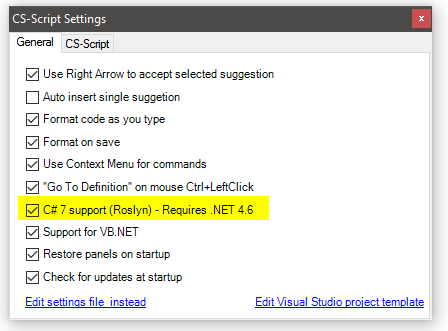 CS-Script Settings
x
General CS-Script
Use Right Arrow to accept selected suggestion
Auto insert single suggetion
Format code as you type
Format on save
Use Context Menu for commands
"Go To Definition" on mouse Ctrl+LeftClick
C# 7 support (Roslyn) - Requires .NET 4.6
Support for VB.NET
Restore panels on startup
Check for updates at startup
Edit settings file instead Edit Visual Studio project template